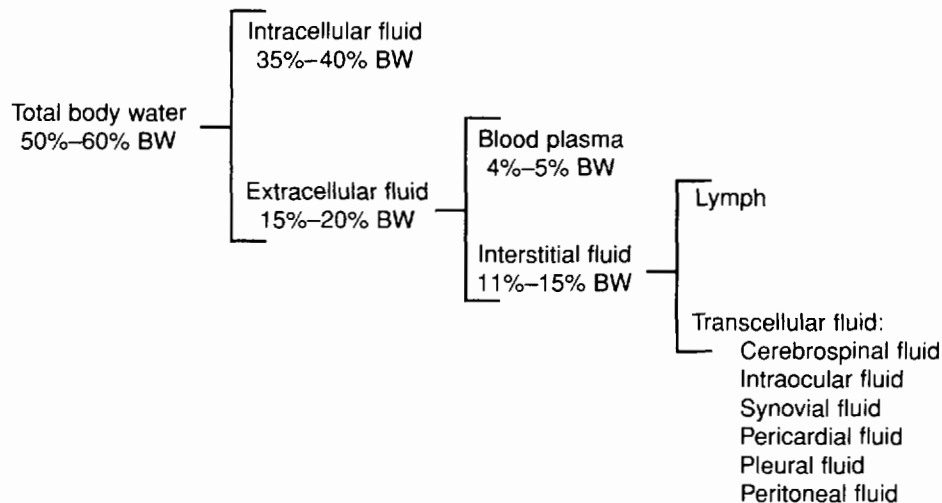 Total body water
50%–60% BW
Intracellular fluid
35%–40% BW
Extracellular fluid
15%–20% BW
Blood plasma
4%–5% BW
Interstitial fluid
11%–15% BW
Lymph
Transcellular fluid:
Cerebrospinal fluid
Intraocular fluid
Synovial fluid
Pericardial fluid
Pleural fluid
Peritoneal fluid